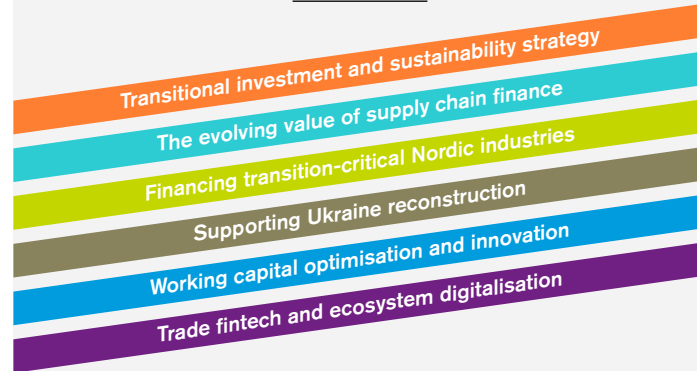 Transitional investment and sustainability strategy
The evolving value of supply chain finance
Financing transition-critical Nordic industries
Supporting Ukraine reconstruction
Working capital optimisation and innovation
Trade fintech and ecosystem digitalisation